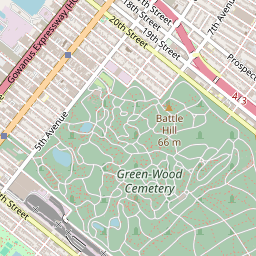 18th Street
19th Street
20th Street
7th Avenue
Prospec
Gowanus Expressway (H
5th Avenue
Battle
Hill
66 m
Green-Wood
Cemetery
th Street